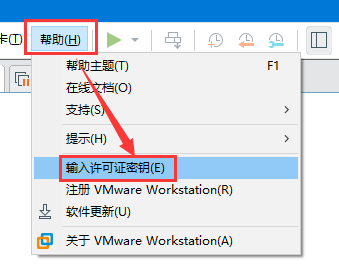 卡(T) 帮助(H)
帮助主题(T) F1
在线文档(O)
支持(S)
提示(H)
输入许可证密钥(E)
注册 VMware Workstation(R)
软件更新(U)
关于 VMware Workstation(A)